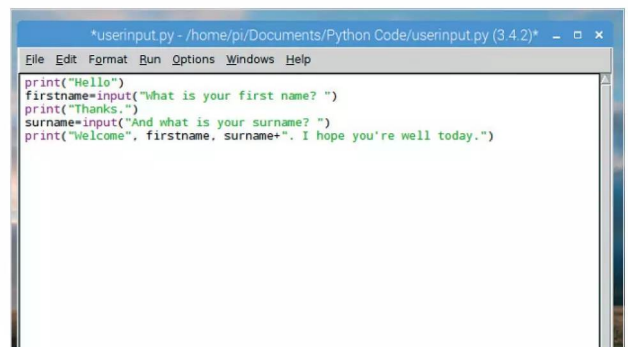 *userinput.py - /home/pi/Documents/Python Code/userinput.py (3.4.2)*
File Edit Format Run Options Windows Help
print("Hello")
firstname=input("What is your first name? ")
print("Thanks.")
surname=input("And what is your surname? ")
print("Welcome", firstname, surname+". I hope you're well today.")